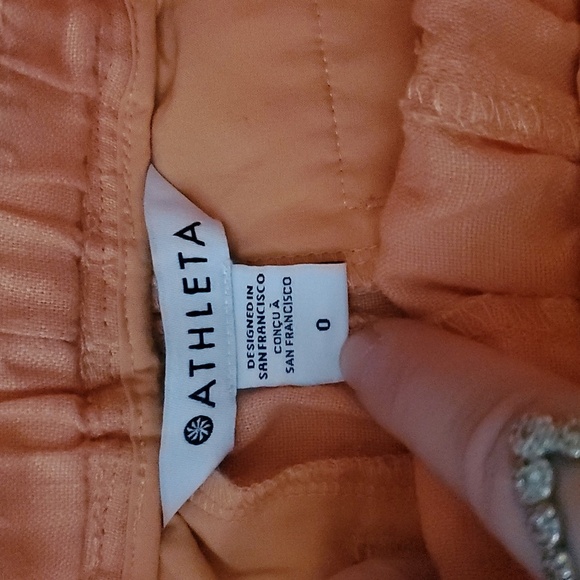 ATHLETA
DESIGNED IN
SAN FRANCISCO
CONÇU À
SAN FRANCISCO
0